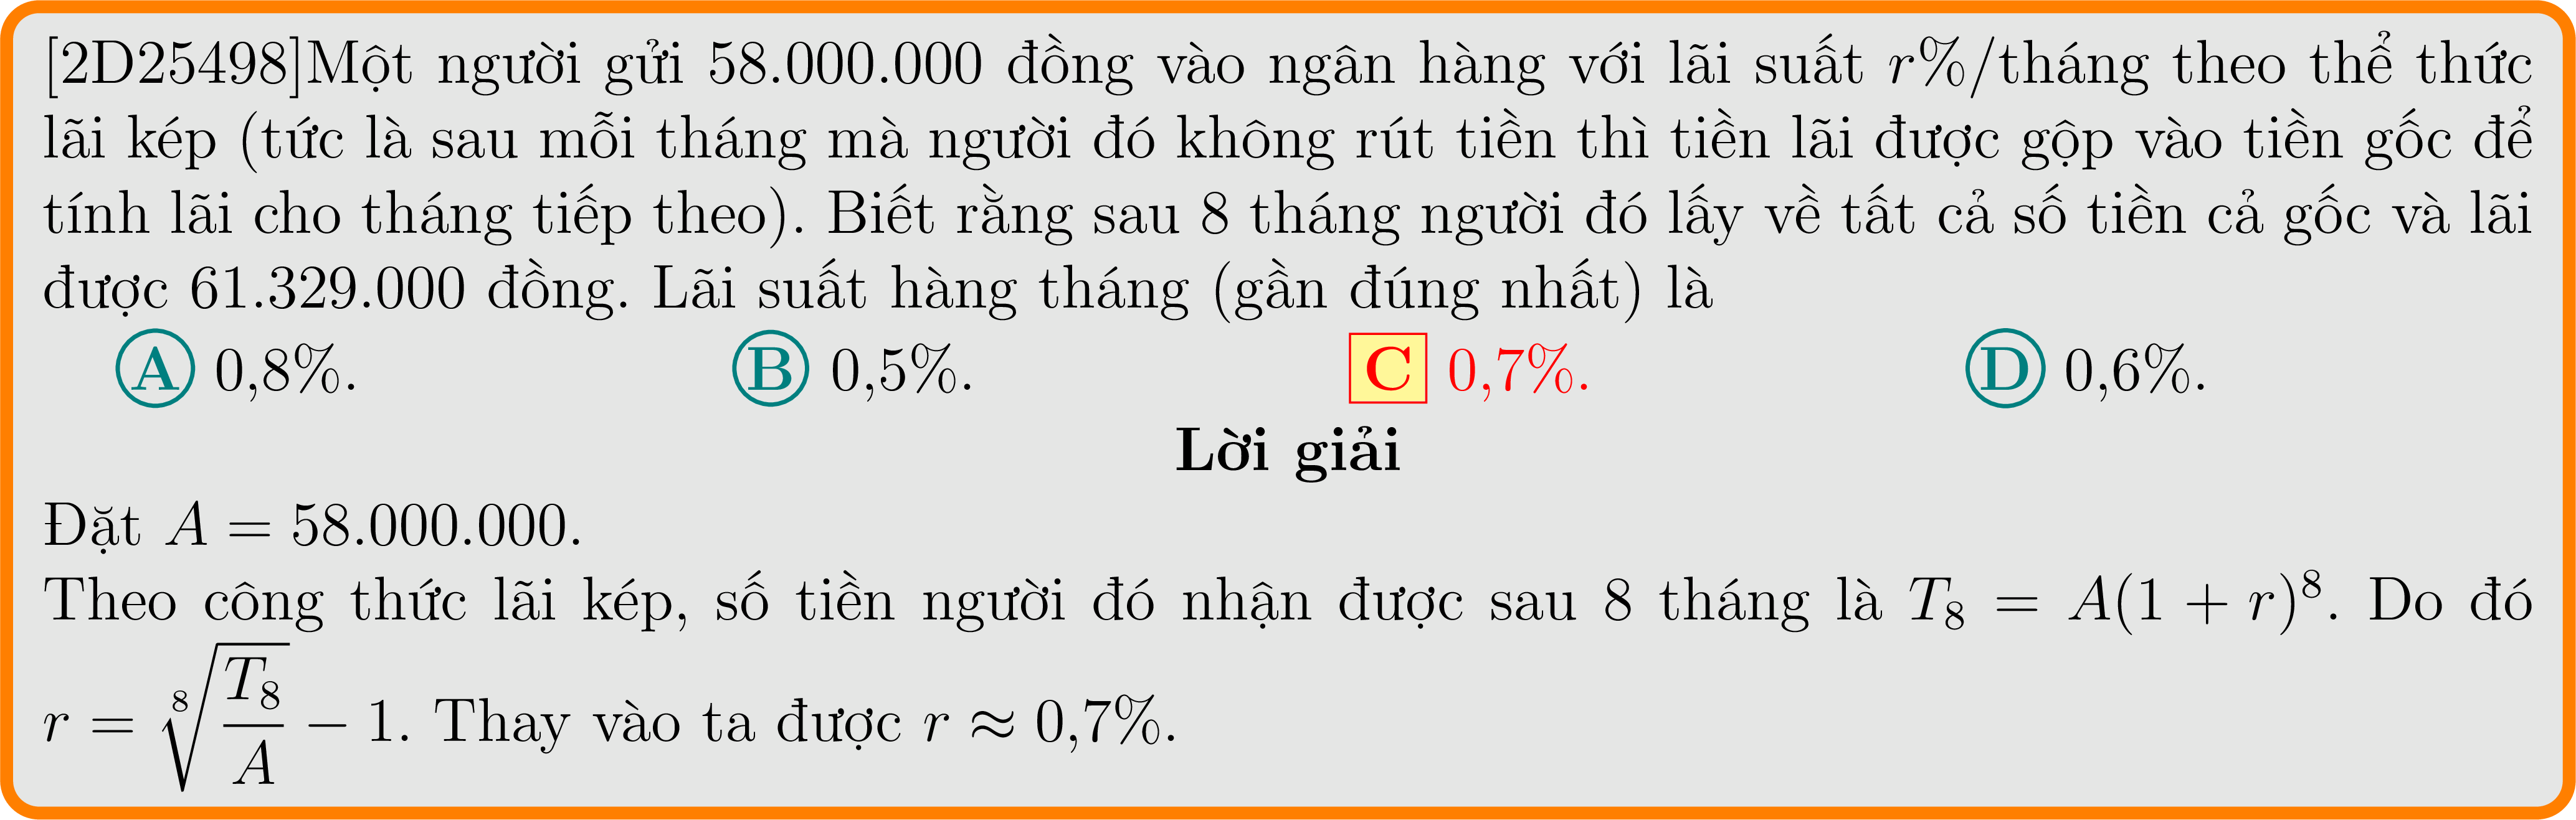 [2D25498]Một người gửi 58.000.000 đồng vào ngân hàng với lãi suất r%/tháng theo thể thức
lãi kép (tức là sau mỗi tháng mà người đó không rút tiền thì tiền lãi được gộp vào tiền gốc để
tính lãi cho tháng tiếp theo). Biết rằng sau 8 tháng người đó lấy về tất cả số tiền cả gốc và lãi
được 61.329.000 đồng. Lãi suất hàng tháng (gần đúng nhất) là
A 0,8%. B 0,5%. C 0,7%. D 0,6%.
Lời giải
Đặt A = 58.000.000.
Theo công thức lãi kép, số tiền người đó nhận được sau 8 tháng là T₈ = A(1 + r)⁸. Do đó
r = ⁸√(T₈/A) − 1. Thay vào ta được r ≈ 0,7%.